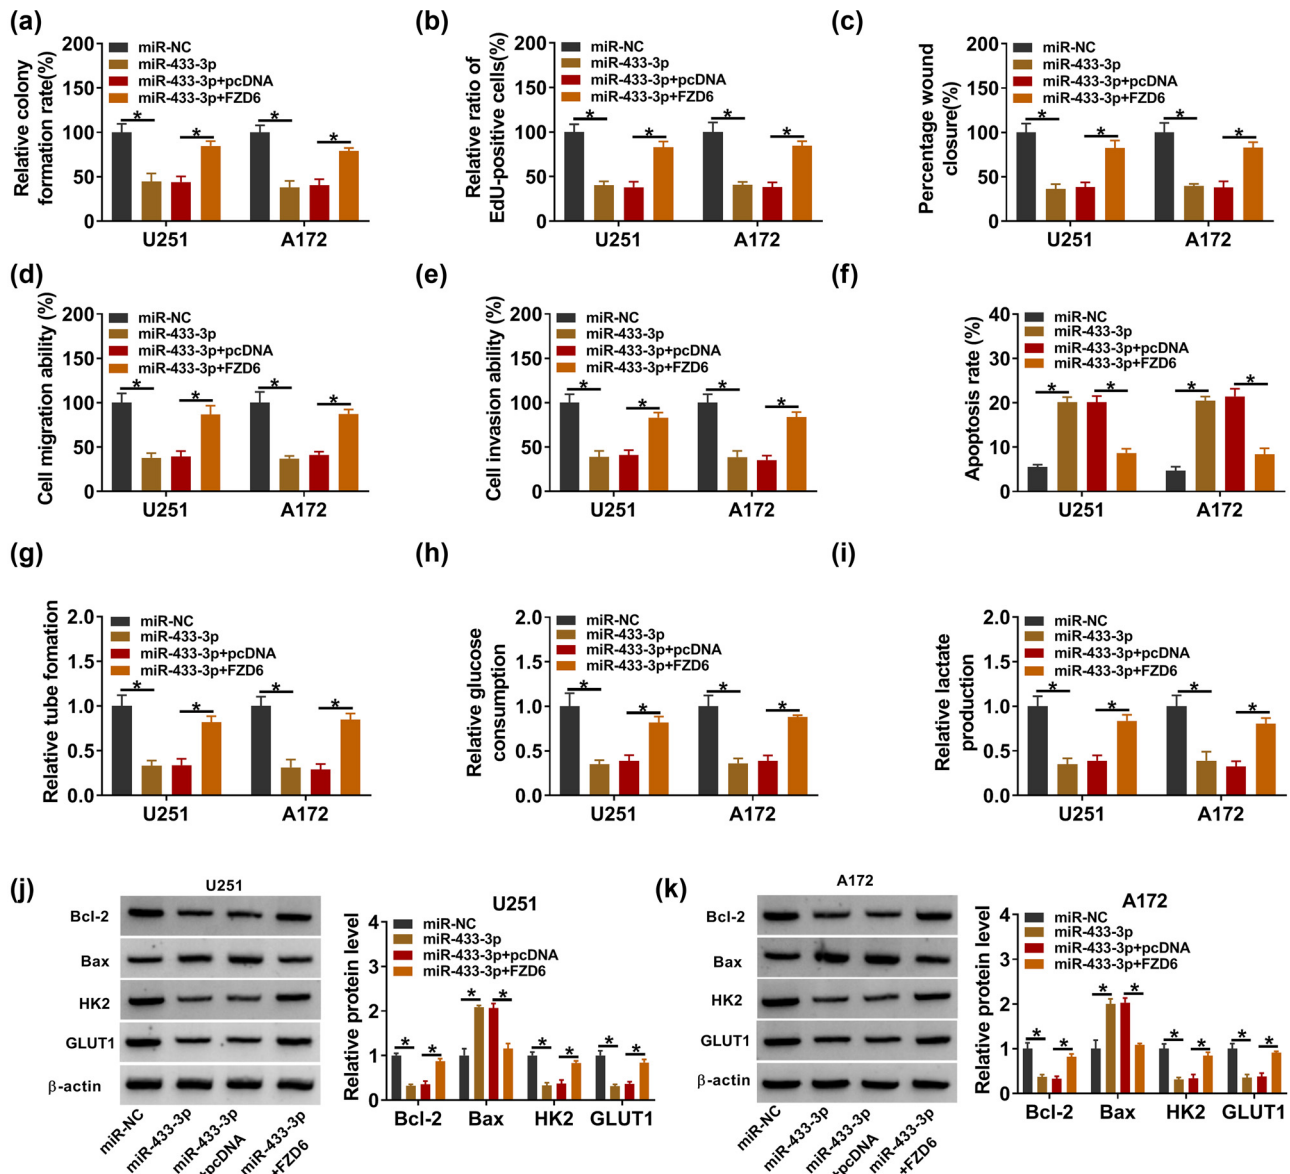 (a)
Relative colony
formation rate(%)
200
150
100
50
0
miR-NC
miR-433-3p
miR-433-3p+pcDNA
miR-433-3p+FZD6
*
*
*
*
U251
A172
(b)
Relative ratio of
EdU-positive cells(%)
200
150
100
50
0
miR-NC
miR-433-3p
miR-433-3p+pcDNA
miR-433-3p+FZD6
*
*
*
*
U251
A172
(c)
Percentage wound
closure(%)
200
150
100
50
0
miR-NC
miR-433-3p
miR-433-3p+pcDNA
miR-433-3p+FZD6
*
*
*
*
U251
A172
(d)
Cell migration ability (%)
200
150
100
50
0
miR-NC
miR-433-3p
miR-433-3p+pcDNA
miR-433-3p+FZD6
*
*
*
*
U251
A172
(e)
Cell invasion ability (%)
200
150
100
50
0
miR-NC
miR-433-3p
miR-433-3p+pcDNA
miR-433-3p+FZD6
*
*
*
*
U251
A172
(f)
Apoptosis rate (%)
40
30
20
10
0
miR-NC
miR-433-3p
miR-433-3p+pcDNA
miR-433-3p+FZD6
*
*
*
*
U251
A172
(g)
Relative tube fomation
2.0
1.5
1.0
0.5
0.0
miR-NC
miR-433-3p
miR-433-3p+pcDNA
miR-433-3p+FZD6
*
*
*
*
U251
A172
(h)
Relative glucose
consumption
2.0
1.5
1.0
0.5
0.0
miR-NC
miR-433-3p
miR-433-3p+pcDNA
miR-433-3p+FZD6
*
*
*
*
U251
A172
(i)
Relative lactate
production
2.0
1.5
1.0
0.5
0.0
miR-NC
miR-433-3p
miR-433-3p+pcDNA
miR-433-3p+FZD6
*
*
*
*
U251
A172
(j)
U251
Bcl-2
Bax
HK2
GLUT1
β-actin
miR-NC
miR-433-3p
miR-433-3p
+pcDNA
miR-433-3p
+FZD6
U251
Relative protein level
4
3
2
1
0
miR-NC
miR-433-3p
miR-433-3p+pcDNA
miR-433-3p+FZD6
*
*
*
*
*
*
*
*
Bcl-2
Bax
HK2
GLUT1
(k)
A172
Bcl-2
Bax
HK2
GLUT1
β-actin
miR-NC
miR-433-3p
miR-433-3p
+pcDNA
miR-433-3p
+FZD6
A172
Relative protein level
4
3
2
1
0
miR-NC
miR-433-3p
miR-433-3p+pcDNA
miR-433-3p+FZD6
*
*
*
*
*
*
*
*
Bcl-2
Bax
HK2
GLUT1